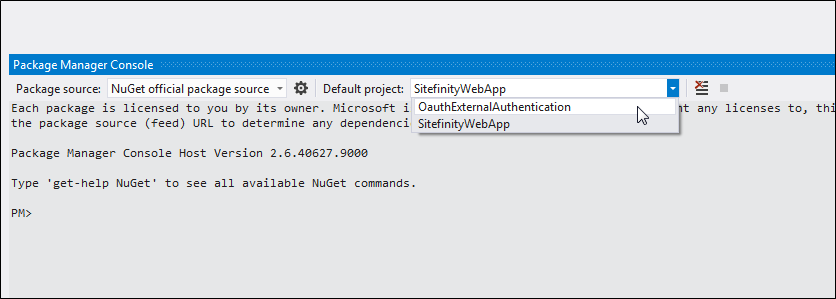 Package Manager Console
Package source: NuGet official package source Default project: SitefinityWebApp
OauthExternalAuthentication
SitefinityWebApp
Each package is licensed to you by its owner. Microsoft i nt any licenses to, thi
the package source (feed) URL to determine any dependenci
Package Manager Console Host Version 2.6.40627.9000
Type 'get-help NuGet' to see all available NuGet commands.
PM>